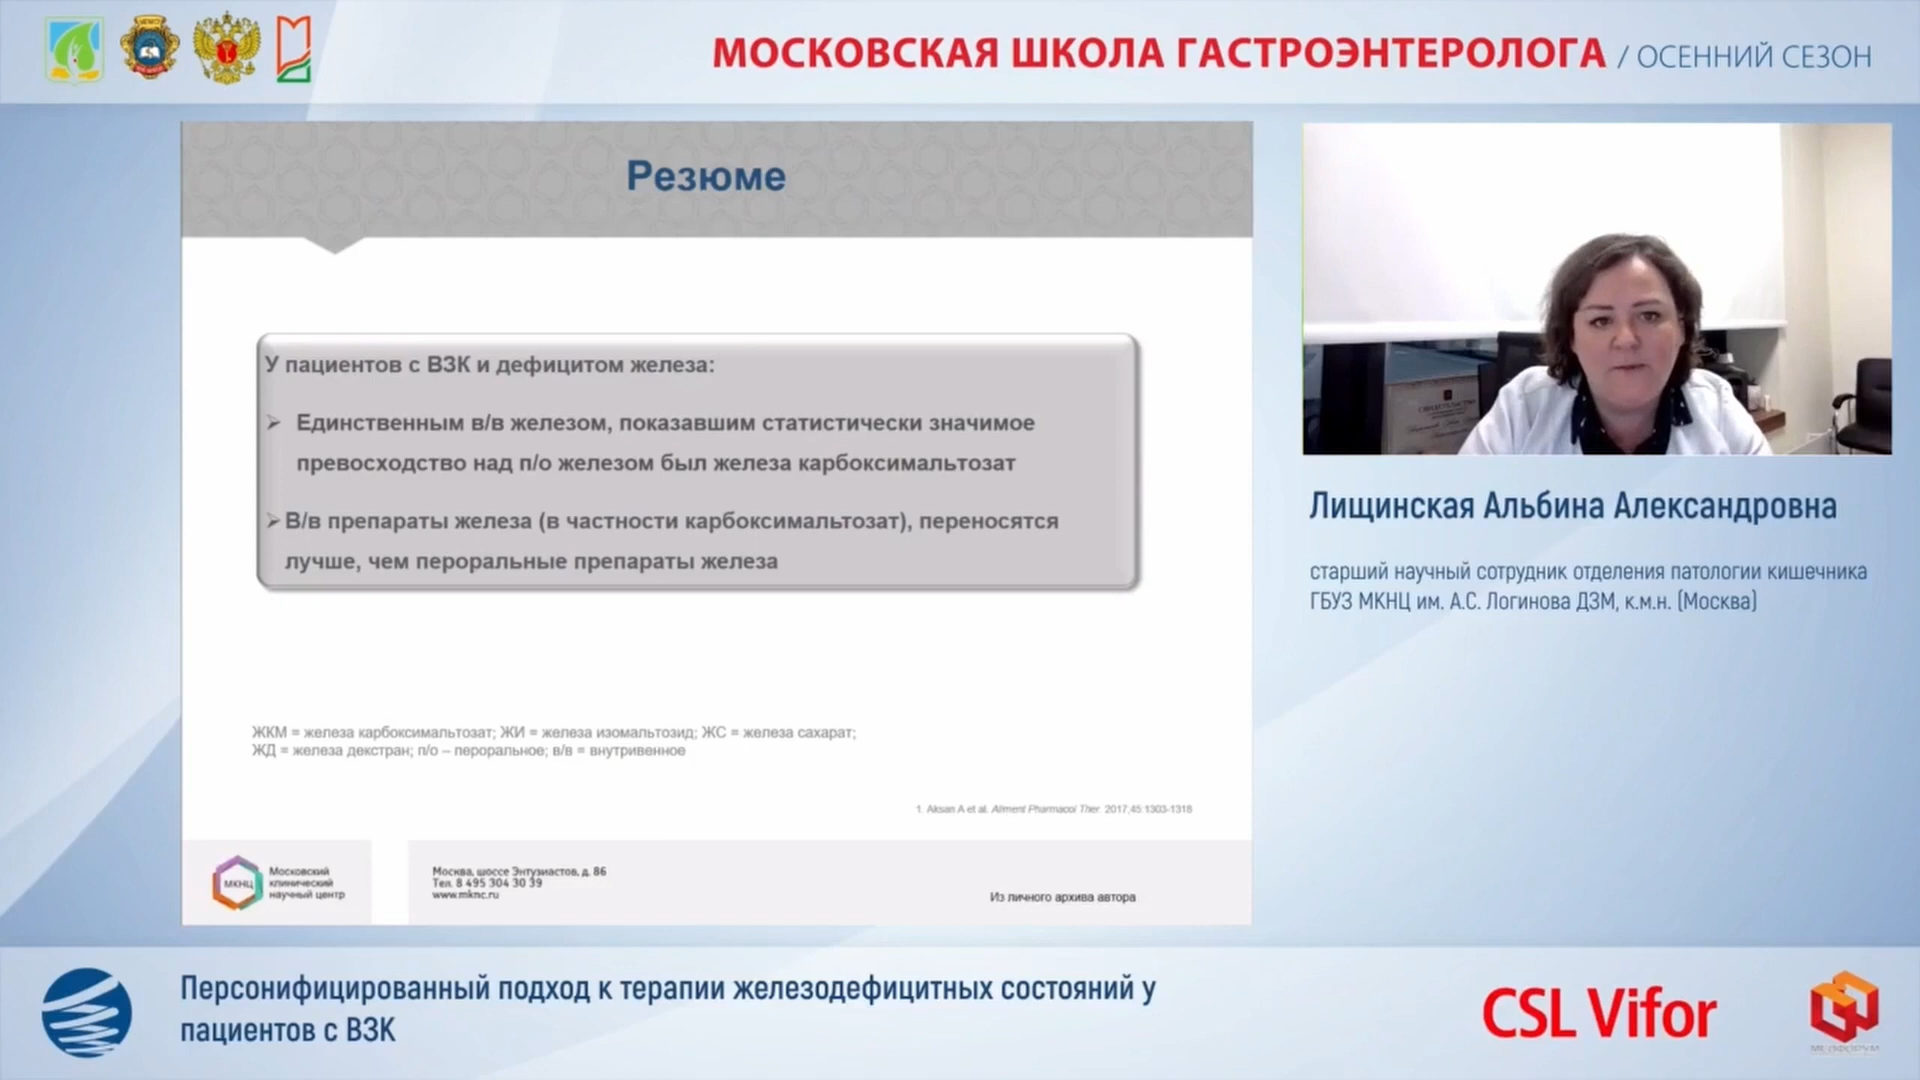 МОСКОВСКАЯ ШКОЛА ГАСТРОЭНТЕРОЛОГА / ОСЕННИЙ СЕЗОН
Резюме
У пациентов с ВЗК и дефицитом железа:
➢ Единственным в/в железом, показавшим статистически значимое
превосходство над п/о железом был железа карбоксимальтозат
➢ В/в препараты железа (в частности карбоксимальтозат), переносятся
лучше, чем пероральные препараты железа
ЖКМ = железа карбоксимальтозат; ЖИ = железа изомальтозид; ЖС = железа сахарат;
ЖД = железа декстран; п/о – пероральное; в/в = внутривенное
1. Aksan A et al. Aliment Pharmacol Ther. 2017;45:1303-1318
МКНЦ
Московский
клинический
научный центр
Москва, шоссе Энтузиастов, д. 86
Тел. 8 495 304 30 39
www.mknc.ru
Из личного архива автора
СВИДЕТЕЛЬСТВО
Лищинская Альбина Александровна
старший научный сотрудник отделения патологии кишечника
ГБУЗ МКНЦ им. А.С. Логинова ДЗМ, к.м.н. (Москва)
Персонифицированный подход к терапии железодефицитных состояний у
пациентов с ВЗК
CSL Vifor
МЕДФОРУМ